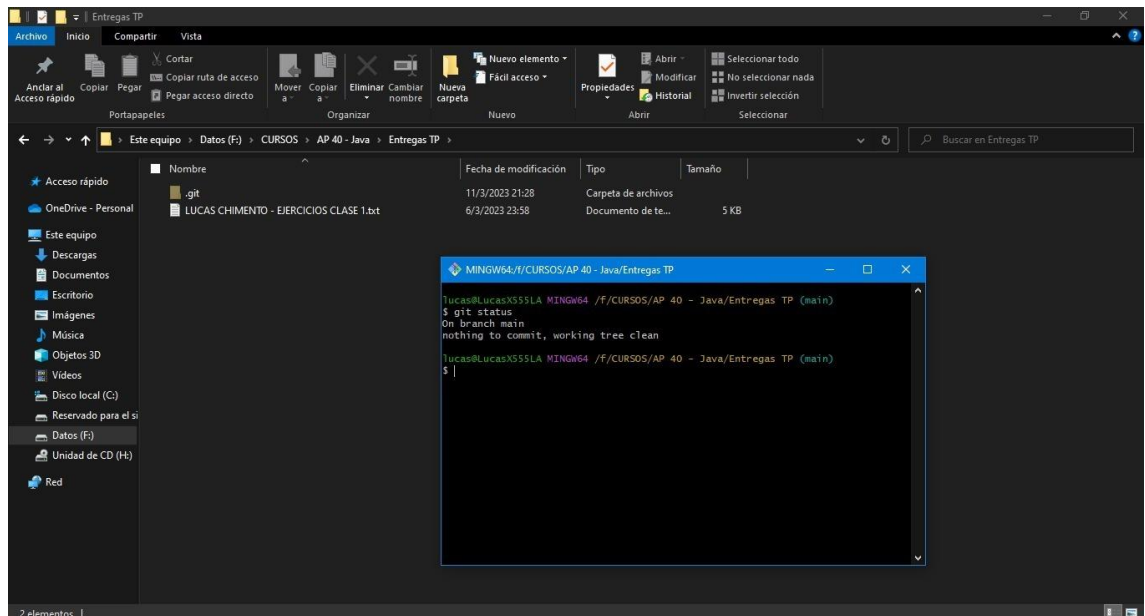 Entregas TP
Archivo Inicio Compartir Vista
Anclar al Acceso rápido
Copiar
Pegar
Cortar
Copiar ruta de acceso
Pegar acceso directo
Portapapeles
Mover a
Copiar a
Eliminar
Cambiar nombre
Organizar
Nueva carpeta
Nuevo elemento
Fácil acceso
Nuevo
Propiedades
Abrir
Modificar
Historial
Abrir
Seleccionar todo
No seleccionar nada
Invertir selección
Seleccionar
Este equipo > Datos (F:) > CURSOS > AP 40 - Java > Entregas TP >
Buscar en Entregas TP
Nombre Fecha de modificación Tipo Tamaño
.git 11/3/2023 21:28 Carpeta de archivos
LUCAS CHIMENTO - EJERCICIOS CLASE 1.txt 6/3/2023 23:58 Documento de te... 5 KB
Acceso rápido
OneDrive - Personal
Este equipo
Descargas
Documentos
Escritorio
Imágenes
Música
Objetos 3D
Vídeos
Disco local (C:)
Reservado para el si
Datos (F:)
Unidad de CD (H:)
Red
MINGW64:/f/CURSOS/AP 40 - Java/Entregas TP
lucas@LucasX555LA MINGW64 /f/CURSOS/AP 40 - Java/Entregas TP (main)
$ git status
On branch main
nothing to commit, working tree clean
lucas@LucasX555LA MINGW64 /f/CURSOS/AP 40 - Java/Entregas TP (main)
$
2 elementos